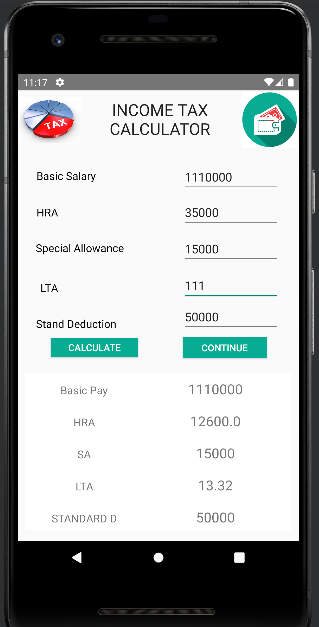 11:17
TAX
INCOME TAX
CALCULATOR
Basic Salary 1110000
HRA 35000
Special Allowance 15000
LTA 111
Stand Deduction 50000
CALCULATE CONTINUE
Basic Pay 1110000
HRA 12600.0
SA 15000
LTA 13.32
STANDARD D 50000